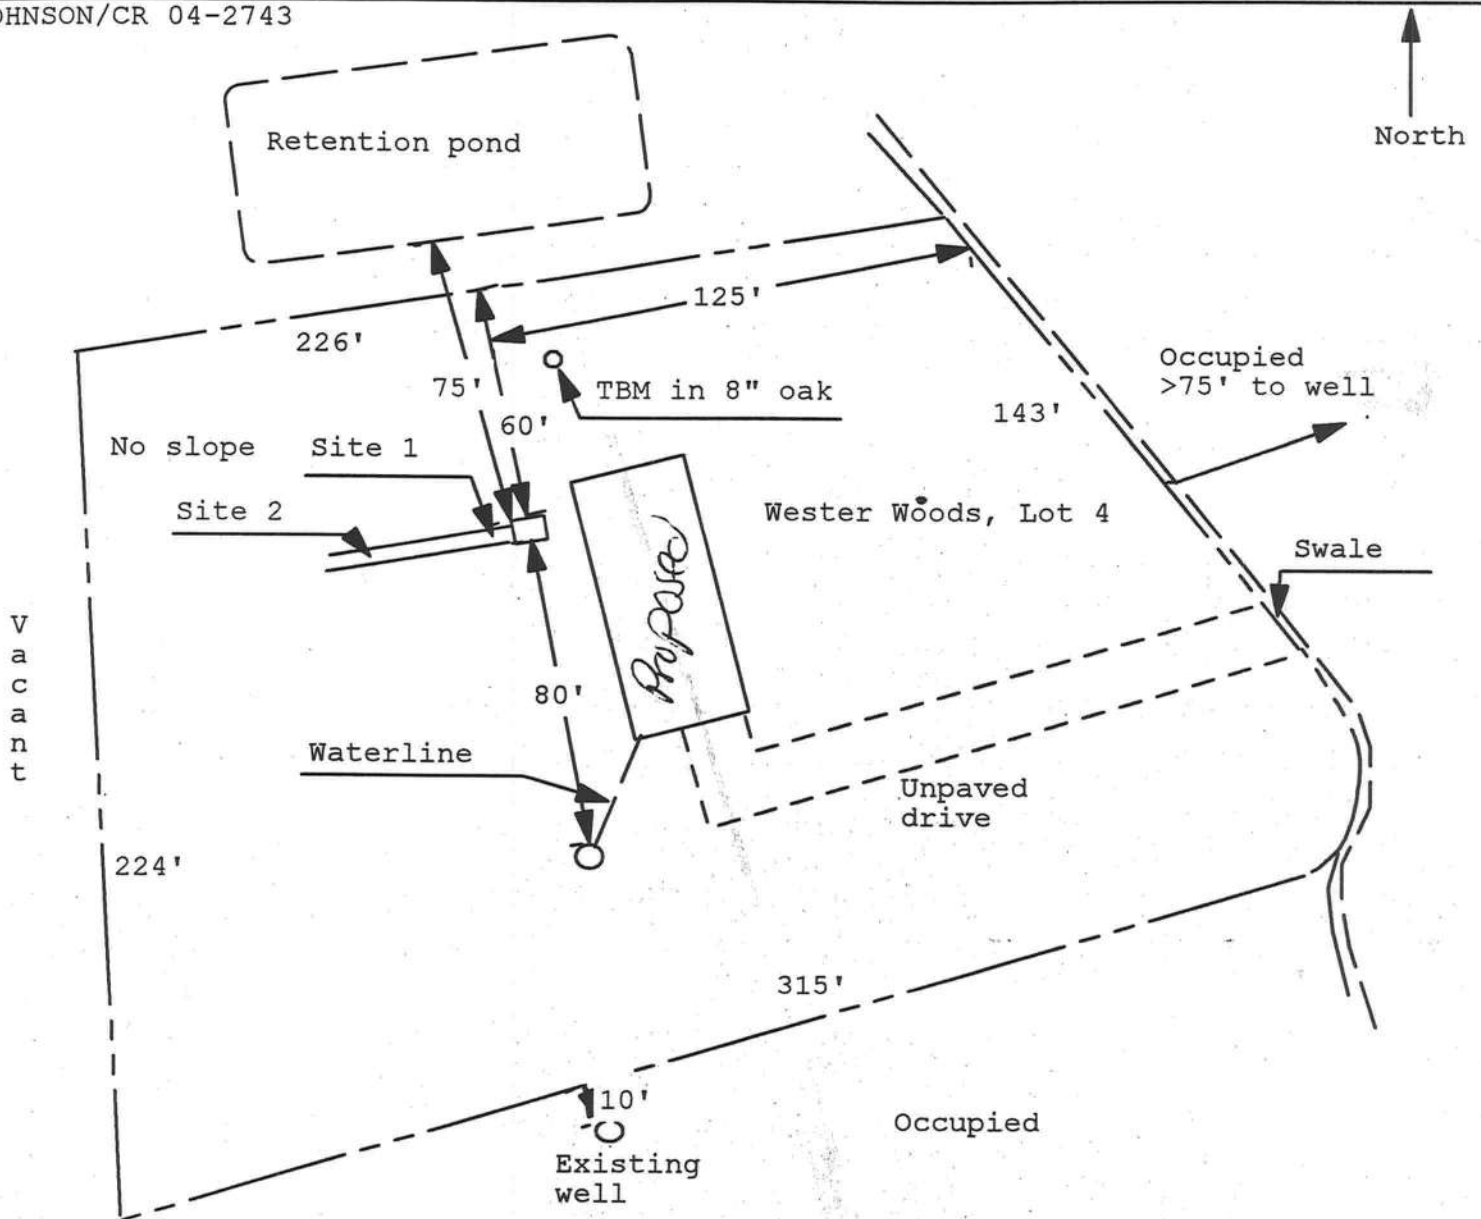 OHNSON/CR 04-2743
North
Retention pond
125'
226'
75'
TBM in 8" oak
60'
Occupied
>75' to well
143'
No slope
Site 1
Site 2
Wester Woods, Lot 4
Swale
Proposed
Vacant
80'
Waterline
Unpaved
drive
224'
315'
10'
Occupied
Existing
well